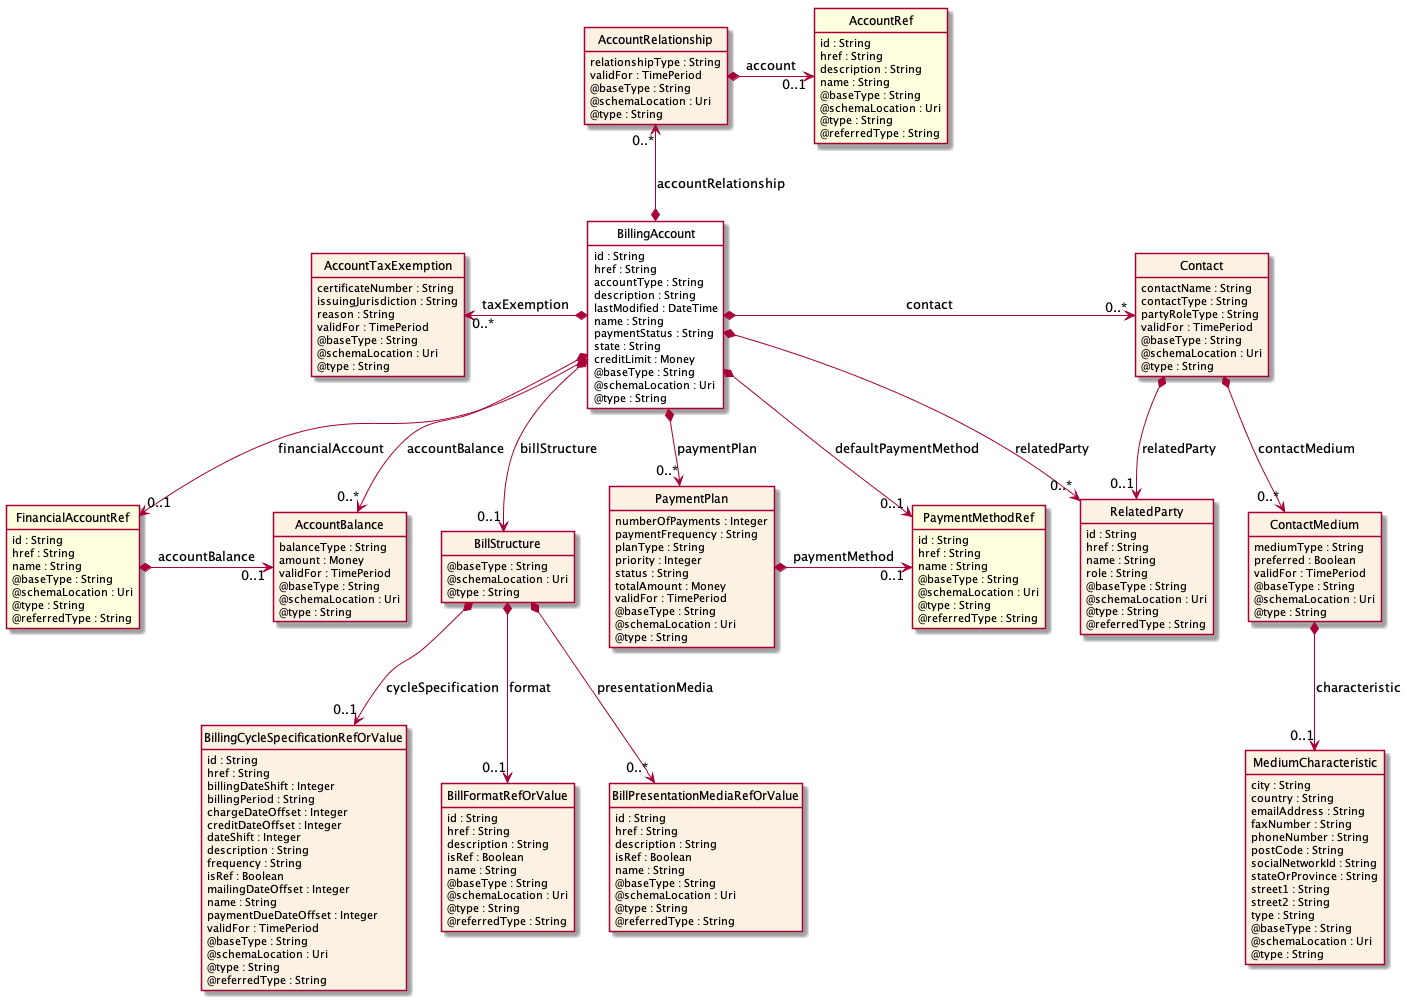 AccountRelationship
relationshipType : String
validFor : TimePeriod
@baseType : String
@schemaLocation : Uri
@type : String
account
0..1
AccountRef
id : String
href : String
description : String
name : String
@baseType : String
@schemaLocation : Uri
@type : String
@referredType : String
0..*
accountRelationship
AccountTaxExemption
certificateNumber : String
issuingJurisdiction : String
reason : String
validFor : TimePeriod
@baseType : String
@schemaLocation : Uri
@type : String
taxExemption
0..*
BillingAccount
id : String
href : String
accountType : String
description : String
lastModified : DateTime
name : String
paymentStatus : String
state : String
creditLimit : Money
@baseType : String
@schemaLocation : Uri
@type : String
contact
0..*
Contact
contactName : String
contactType : String
partyRoleType : String
validFor : TimePeriod
@baseType : String
@schemaLocation : Uri
@type : String
financialAccount
0..1
accountBalance
0..*
billStructure
0..1
paymentPlan
0..*
defaultPaymentMethod
0..1
relatedParty
0..*
relatedParty
0..1
contactMedium
0..*
FinancialAccountRef
id : String
href : String
name : String
@baseType : String
@schemaLocation : Uri
@type : String
@referredType : String
accountBalance
0..1
AccountBalance
balanceType : String
amount : Money
validFor : TimePeriod
@baseType : String
@schemaLocation : Uri
@type : String
BillStructure
@baseType : String
@schemaLocation : Uri
@type : String
PaymentPlan
numberOfPayments : Integer
paymentFrequency : String
planType : String
priority : Integer
status : String
totalAmount : Money
validFor : TimePeriod
@baseType : String
@schemaLocation : Uri
@type : String
paymentMethod
0..1
PaymentMethodRef
id : String
href : String
name : String
@baseType : String
@schemaLocation : Uri
@type : String
@referredType : String
RelatedParty
id : String
href : String
name : String
role : String
@baseType : String
@schemaLocation : Uri
@type : String
@referredType : String
ContactMedium
mediumType : String
preferred : Boolean
validFor : TimePeriod
@baseType : String
@schemaLocation : Uri
@type : String
cycleSpecification
0..1
format
0..1
presentationMedia
0..*
characteristic
0..1
BillingCycleSpecificationRefOrValue
id : String
href : String
billingDateShift : Integer
billingPeriod : String
chargeDateOffset : Integer
creditDateOffset : Integer
dateShift : Integer
description : String
frequency : String
isRef : Boolean
mailingDateOffset : Integer
name : String
paymentDueDateOffset : Integer
validFor : TimePeriod
@baseType : String
@schemaLocation : Uri
@type : String
@referredType : String
BillFormatRefOrValue
id : String
href : String
description : String
isRef : Boolean
name : String
@baseType : String
@schemaLocation : Uri
@type : String
@referredType : String
BillPresentationMediaRefOrValue
id : String
href : String
description : String
isRef : Boolean
name : String
@baseType : String
@schemaLocation : Uri
@type : String
@referredType : String
MediumCharacteristic
city : String
country : String
emailAddress : String
faxNumber : String
phoneNumber : String
postCode : String
socialNetworkId : String
stateOrProvince : String
street1 : String
street2 : String
type : String
@baseType : String
@schemaLocation : Uri
@type : String